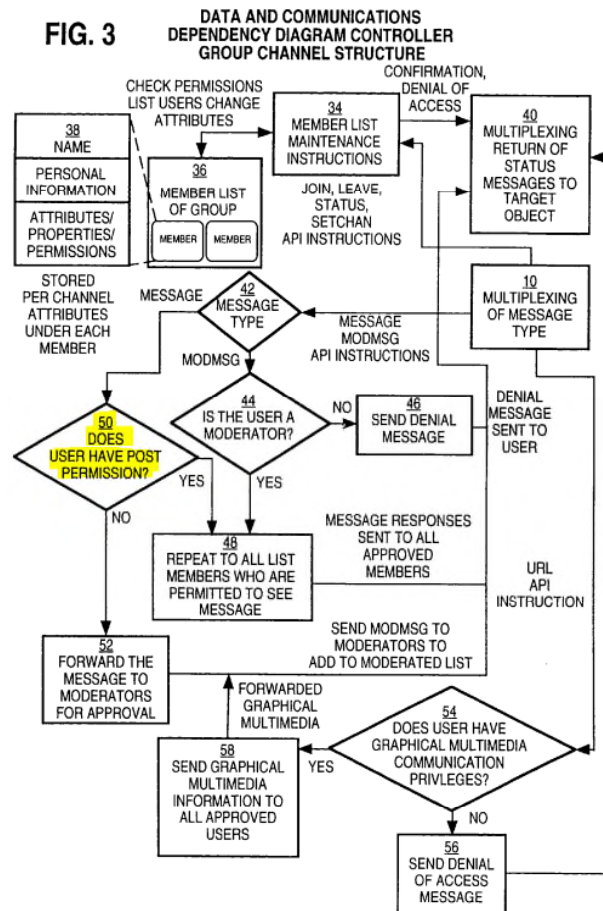 FIG. 3
DATA AND COMMUNICATIONS
DEPENDENCY DIAGRAM CONTROLLER
GROUP CHANNEL STRUCTURE
CHECK PERMISSIONS
LIST USERS CHANGE
ATTRIBUTES
CONFIRMATION,
DENIAL OF
ACCESS
38
NAME
PERSONAL
INFORMATION
ATTRIBUTES/
PROPERTIES/
PERMISSIONS
STORED
PER CHANNEL
ATTRIBUTES
UNDER EACH
MEMBER
36
MEMBER LIST
OF GROUP
MEMBER
MEMBER
34
MEMBER LIST
MAINTENANCE
INSTRUCTIONS
JOIN, LEAVE,
STATUS,
SETCHAN
API INSTRUCTIONS
40
MULTIPLEXING
RETURN OF
STATUS
MESSAGES TO
TARGET
OBJECT
10
MULTIPLEXING
OF MESSAGE
TYPE
MESSAGE
42
MESSAGE
TYPE
MODMSG
MESSAGE
MODMSG
API INSTRUCTIONS
44
IS THE USER A
MODERATOR?
NO
YES
46
SEND DENIAL
MESSAGE
DENIAL
MESSAGE
SENT TO
USER
50
DOES
USER HAVE POST
PERMISSION?
YES
NO
48
REPEAT TO ALL LIST
MEMBERS WHO ARE
PERMITTED TO SEE
MESSAGE
MESSAGE RESPONSES
SENT TO ALL
APPROVED
MEMBERS
URL
API
INSTRUCTION
52
FORWARD THE
MESSAGE TO
MODERATORS
FOR APPROVAL
SEND MODMSG TO
MODERATORS TO
ADD TO MODERATED LIST
FORWARDED
GRAPHICAL
MULTIMEDIA
54
DOES USER HAVE
GRAPHICAL MULTIMEDIA
COMMUNICATION
PRIVLEGES?
YES
NO
58
SEND GRAPHICAL
MULTIMEDIA
INFORMATION TO
ALL APPROVED
USERS
56
SEND DENIAL
OF ACCESS
MESSAGE